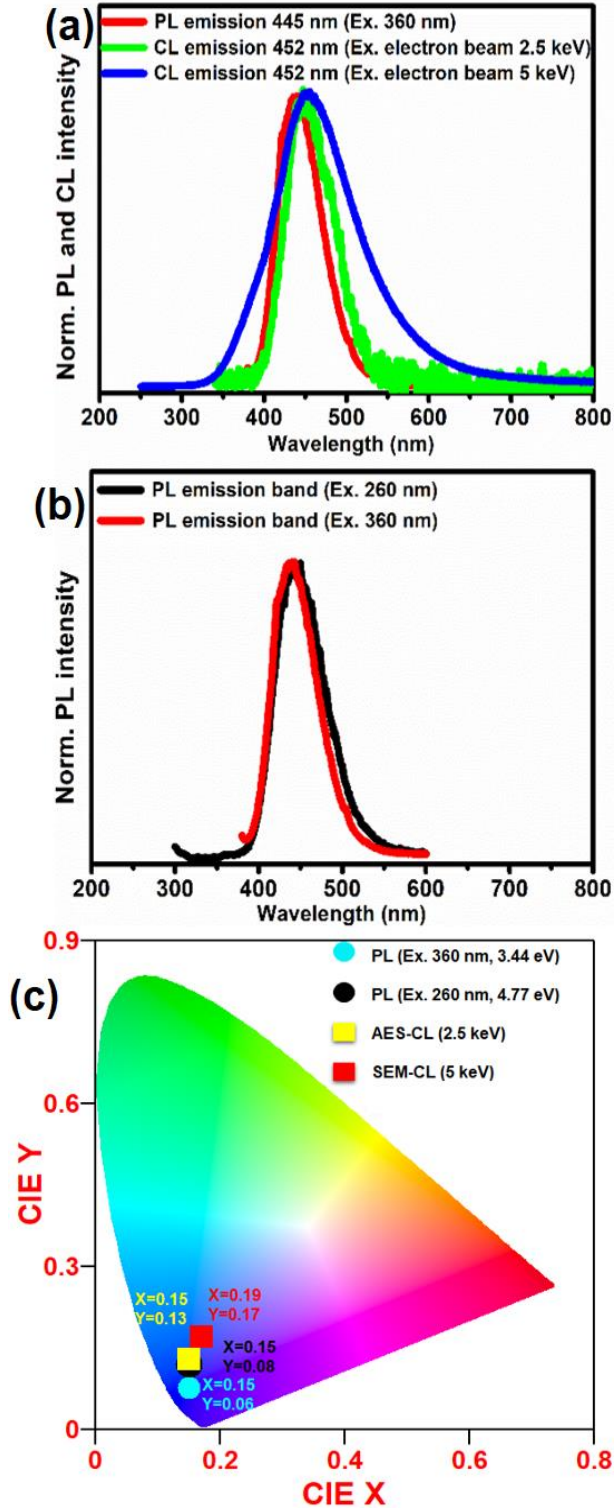 (a)
PL emission 445 nm (Ex. 360 nm)
CL emission 452 nm (Ex. electron beam 2.5 keV)
CL emission 452 nm (Ex. electron beam 5 keV)
Norm. PL and CL intensity
200 300 400 500 600 700 800
Wavelength (nm)
(b)
PL emission band (Ex. 260 nm)
PL emission band (Ex. 360 nm)
Norm. PL intensity
200 300 400 500 600 700 800
Wavelength (nm)
(c)
PL (Ex. 360 nm, 3.44 eV)
PL (Ex. 260 nm, 4.77 eV)
AES-CL (2.5 keV)
SEM-CL (5 keV)
0.9
0.6
0.3
0
CIE Y
X=0.15
Y=0.13
X=0.19
Y=0.17
X=0.15
Y=0.08
X=0.15
Y=0.06
0 0.2 0.4 0.6 0.8
CIE X